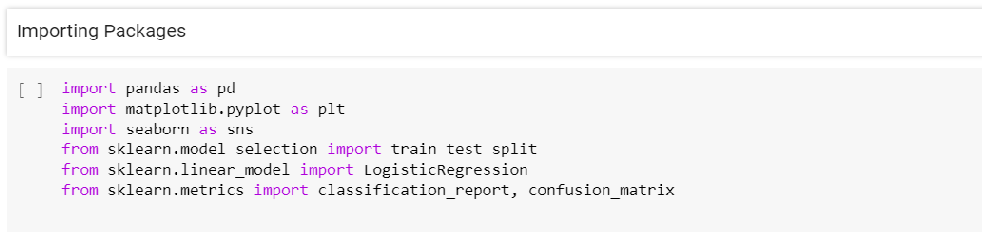 Importing Packages
[ ] import pandas as pd
import matplotlib.pyplot as plt
import seaborn as sns
from sklearn.model selection import train test split
from sklearn.linear_model import LogisticRegression
from sklearn.metrics import classification_report, confusion_matrix